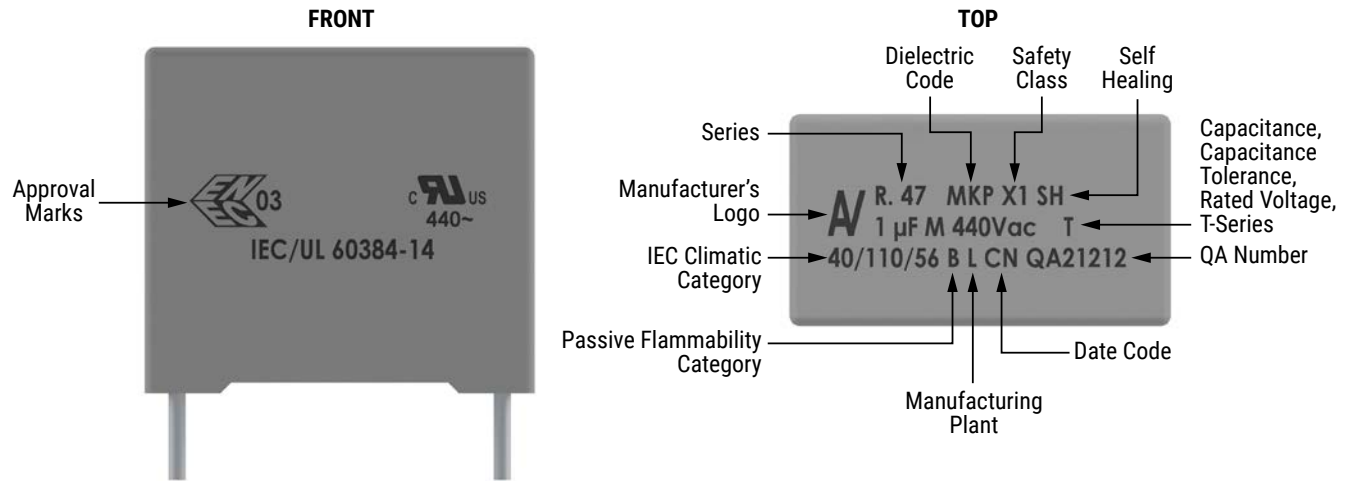 FRONT
Approval
Marks
ENEC 03
C RU US
440~
IEC/UL 60384-14
TOP
Dielectric
Code
Safety
Class
Self
Healing
Series
Manufacturer's
Logo
IEC Climatic
Category
Passive Flammability
Category
R. 47 MKP X1 SH
1 µF M 440Vac T
40/110/56 B L CN QA21212
Capacitance,
Capacitance
Tolerance,
Rated Voltage,
T-Series
QA Number
Date Code
Manufacturing
Plant